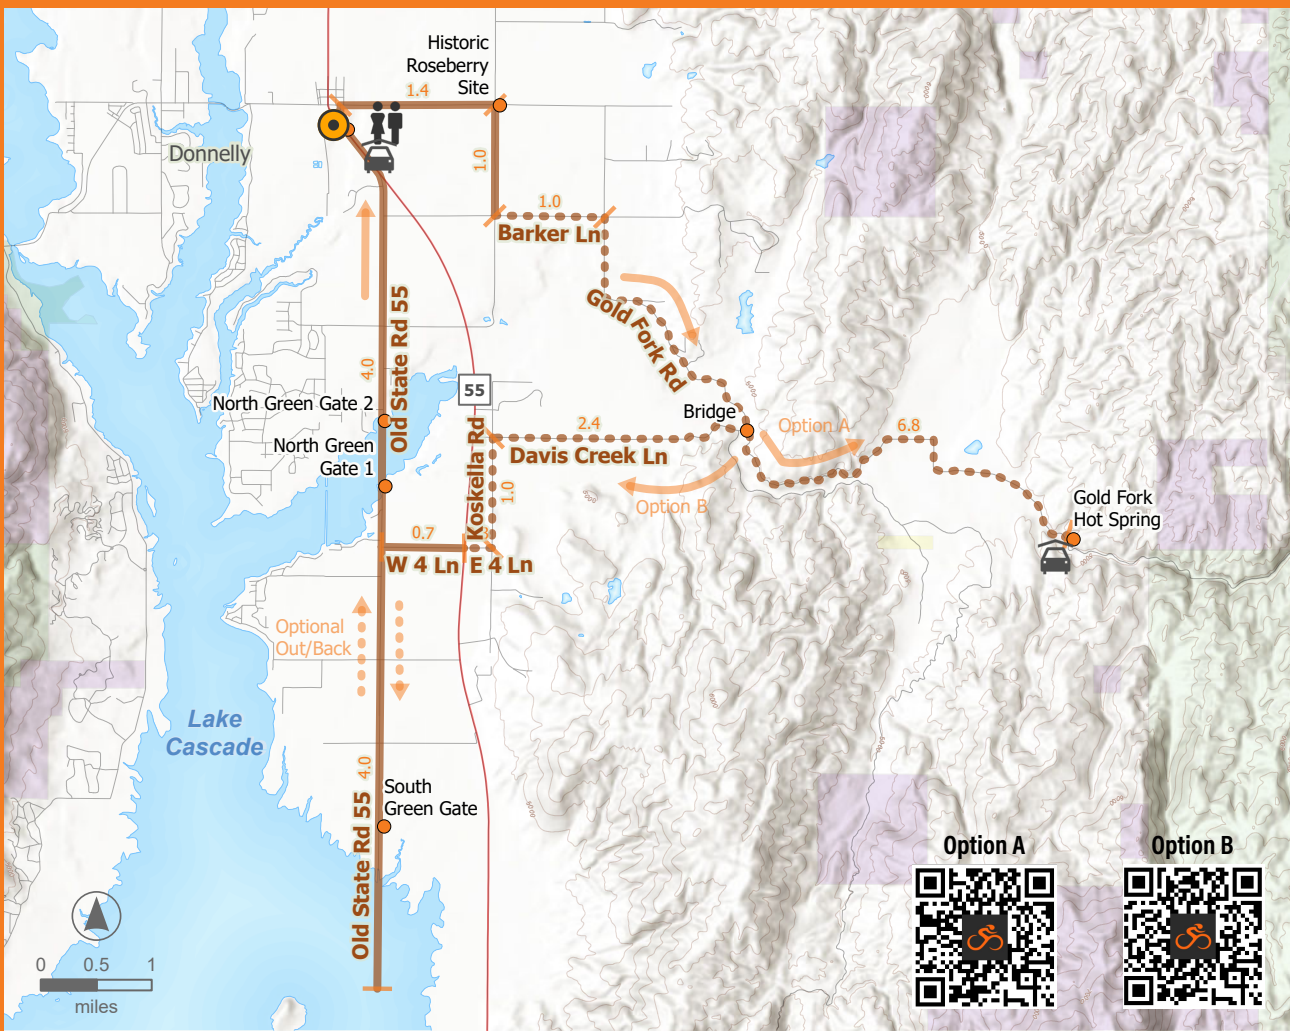 Historic
Roseberry
Site
1.4
Donnelly
1.0
1.0
Barker Ln
Gold Fork Rd
Old State Rd 55
4.0
55
North Green Gate 2
North Green
Gate 1
Bridge
Option A
6.8
2.4
Davis Creek Ln
Option B
Koskella Rd
1.0
Gold Fork
Hot Spring
0.7
W 4 Ln
E 4 Ln
Optional
Out/Back
Lake
Cascade
4.0
South
Green Gate
Old State Rd 55
0
0.5
1
miles
Option A
Option B